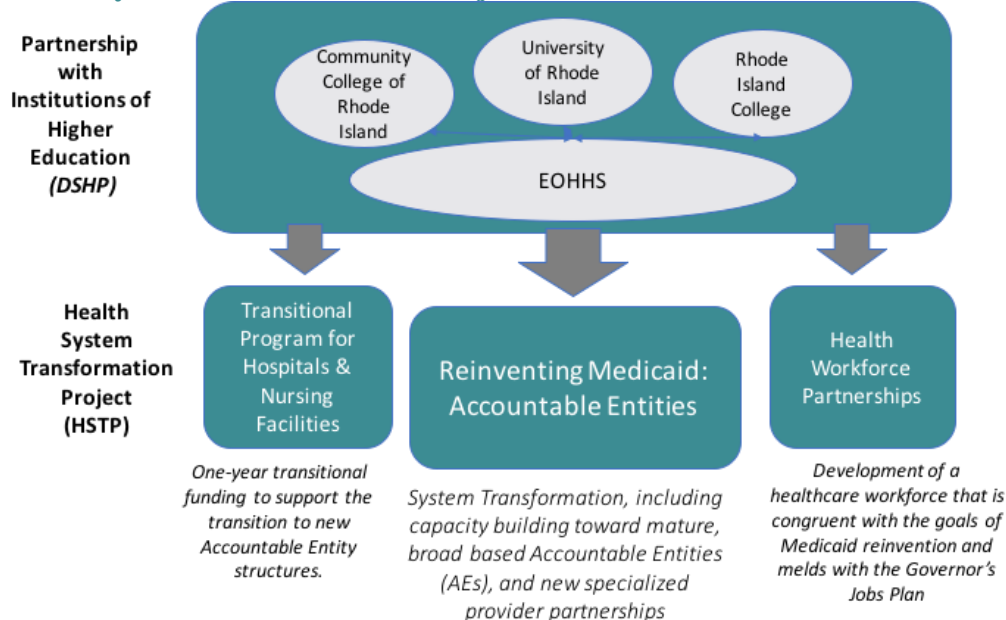 Partnership
with
Institutions of
Higher
Education
(DSHP)
Community
College of
Rhode
Island
University
of Rhode
Island
Rhode
Island
College
EOHHS
Health
System
Transformation
Project
(HSTP)
Transitional
Program for
Hospitals &
Nursing
Facilities
Reinventing Medicaid:
Accountable Entities
Health
Workforce
Partnerships
One-year transitional
funding to support the
transition to new
Accountable Entity
structures.
System Transformation, including
capacity building toward mature,
broad based Accountable Entities
(AEs), and new specialized
provider partnerships
Development of a
healthcare workforce that is
congruent with the goals of
Medicaid reinvention and
melds with the Governor's
Jobs Plan